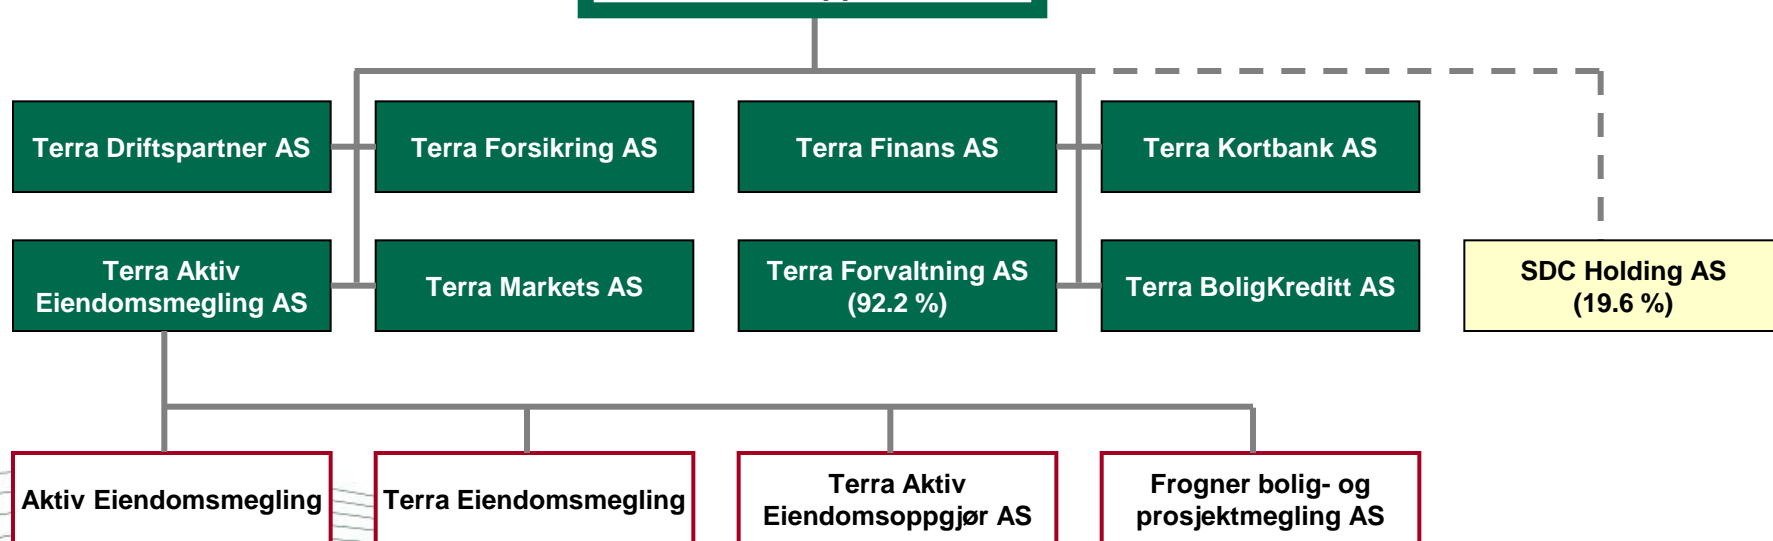 Terra Driftspartner AS
Terra Forsikring AS
Terra Finans AS
Terra Kortbank AS
Terra Aktiv
Eiendomsmegling AS
Terra Markets AS
Terra Forvaltning AS
(92.2 %)
Terra BoligKreditt AS
SDC Holding AS
(19.6 %)
Aktiv Eiendomsmegling
Terra Eiendomsmegling
Terra Aktiv
Eiendomsoppgjør AS
Frogner bolig- og
prosjektmegling AS